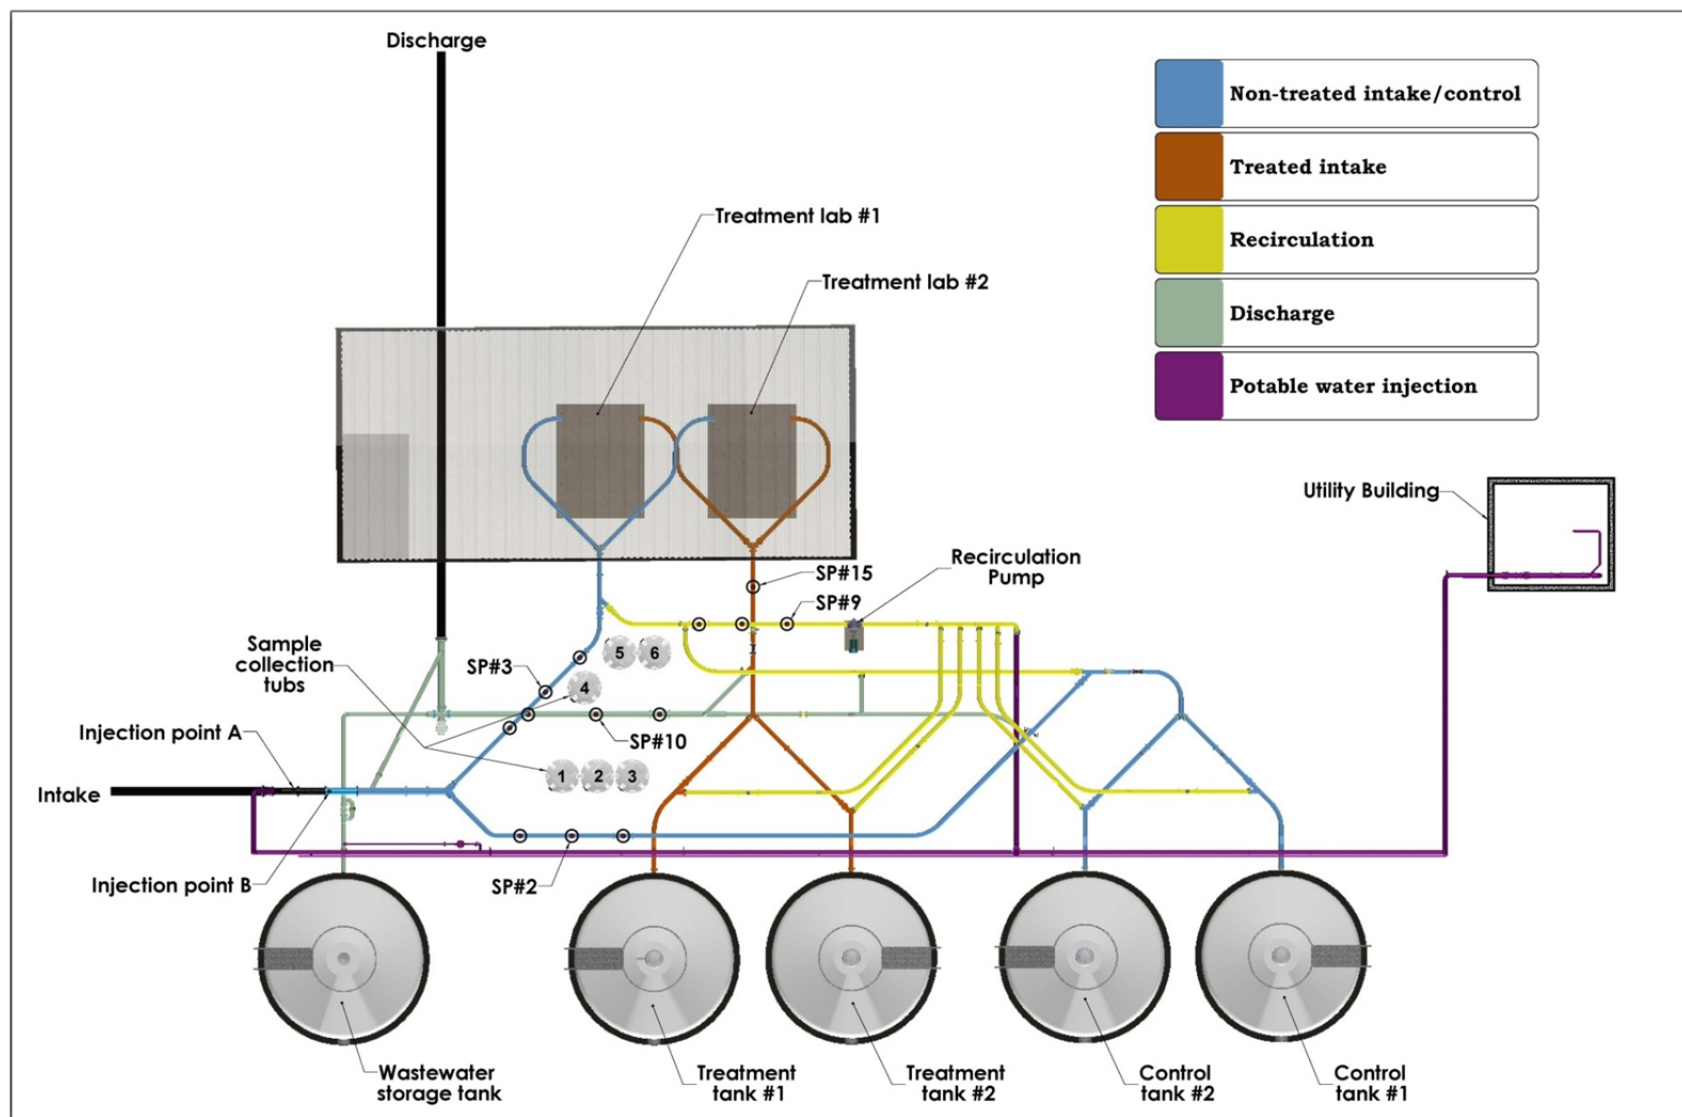 Discharge
Non-treated intake/control
Treated intake
Recirculation
Discharge
Potable water injection
Treatment lab #1
Treatment lab #2
Utility Building
Recirculation
Pump
SP#15
SP#9
Sample
collection
tubs
SP#3
5
6
4
Injection point A
SP#10
1
2
3
Intake
Injection point B
SP#2
Wastewater
storage tank
Treatment
tank #1
Treatment
tank #2
Control
tank #2
Control
tank #1